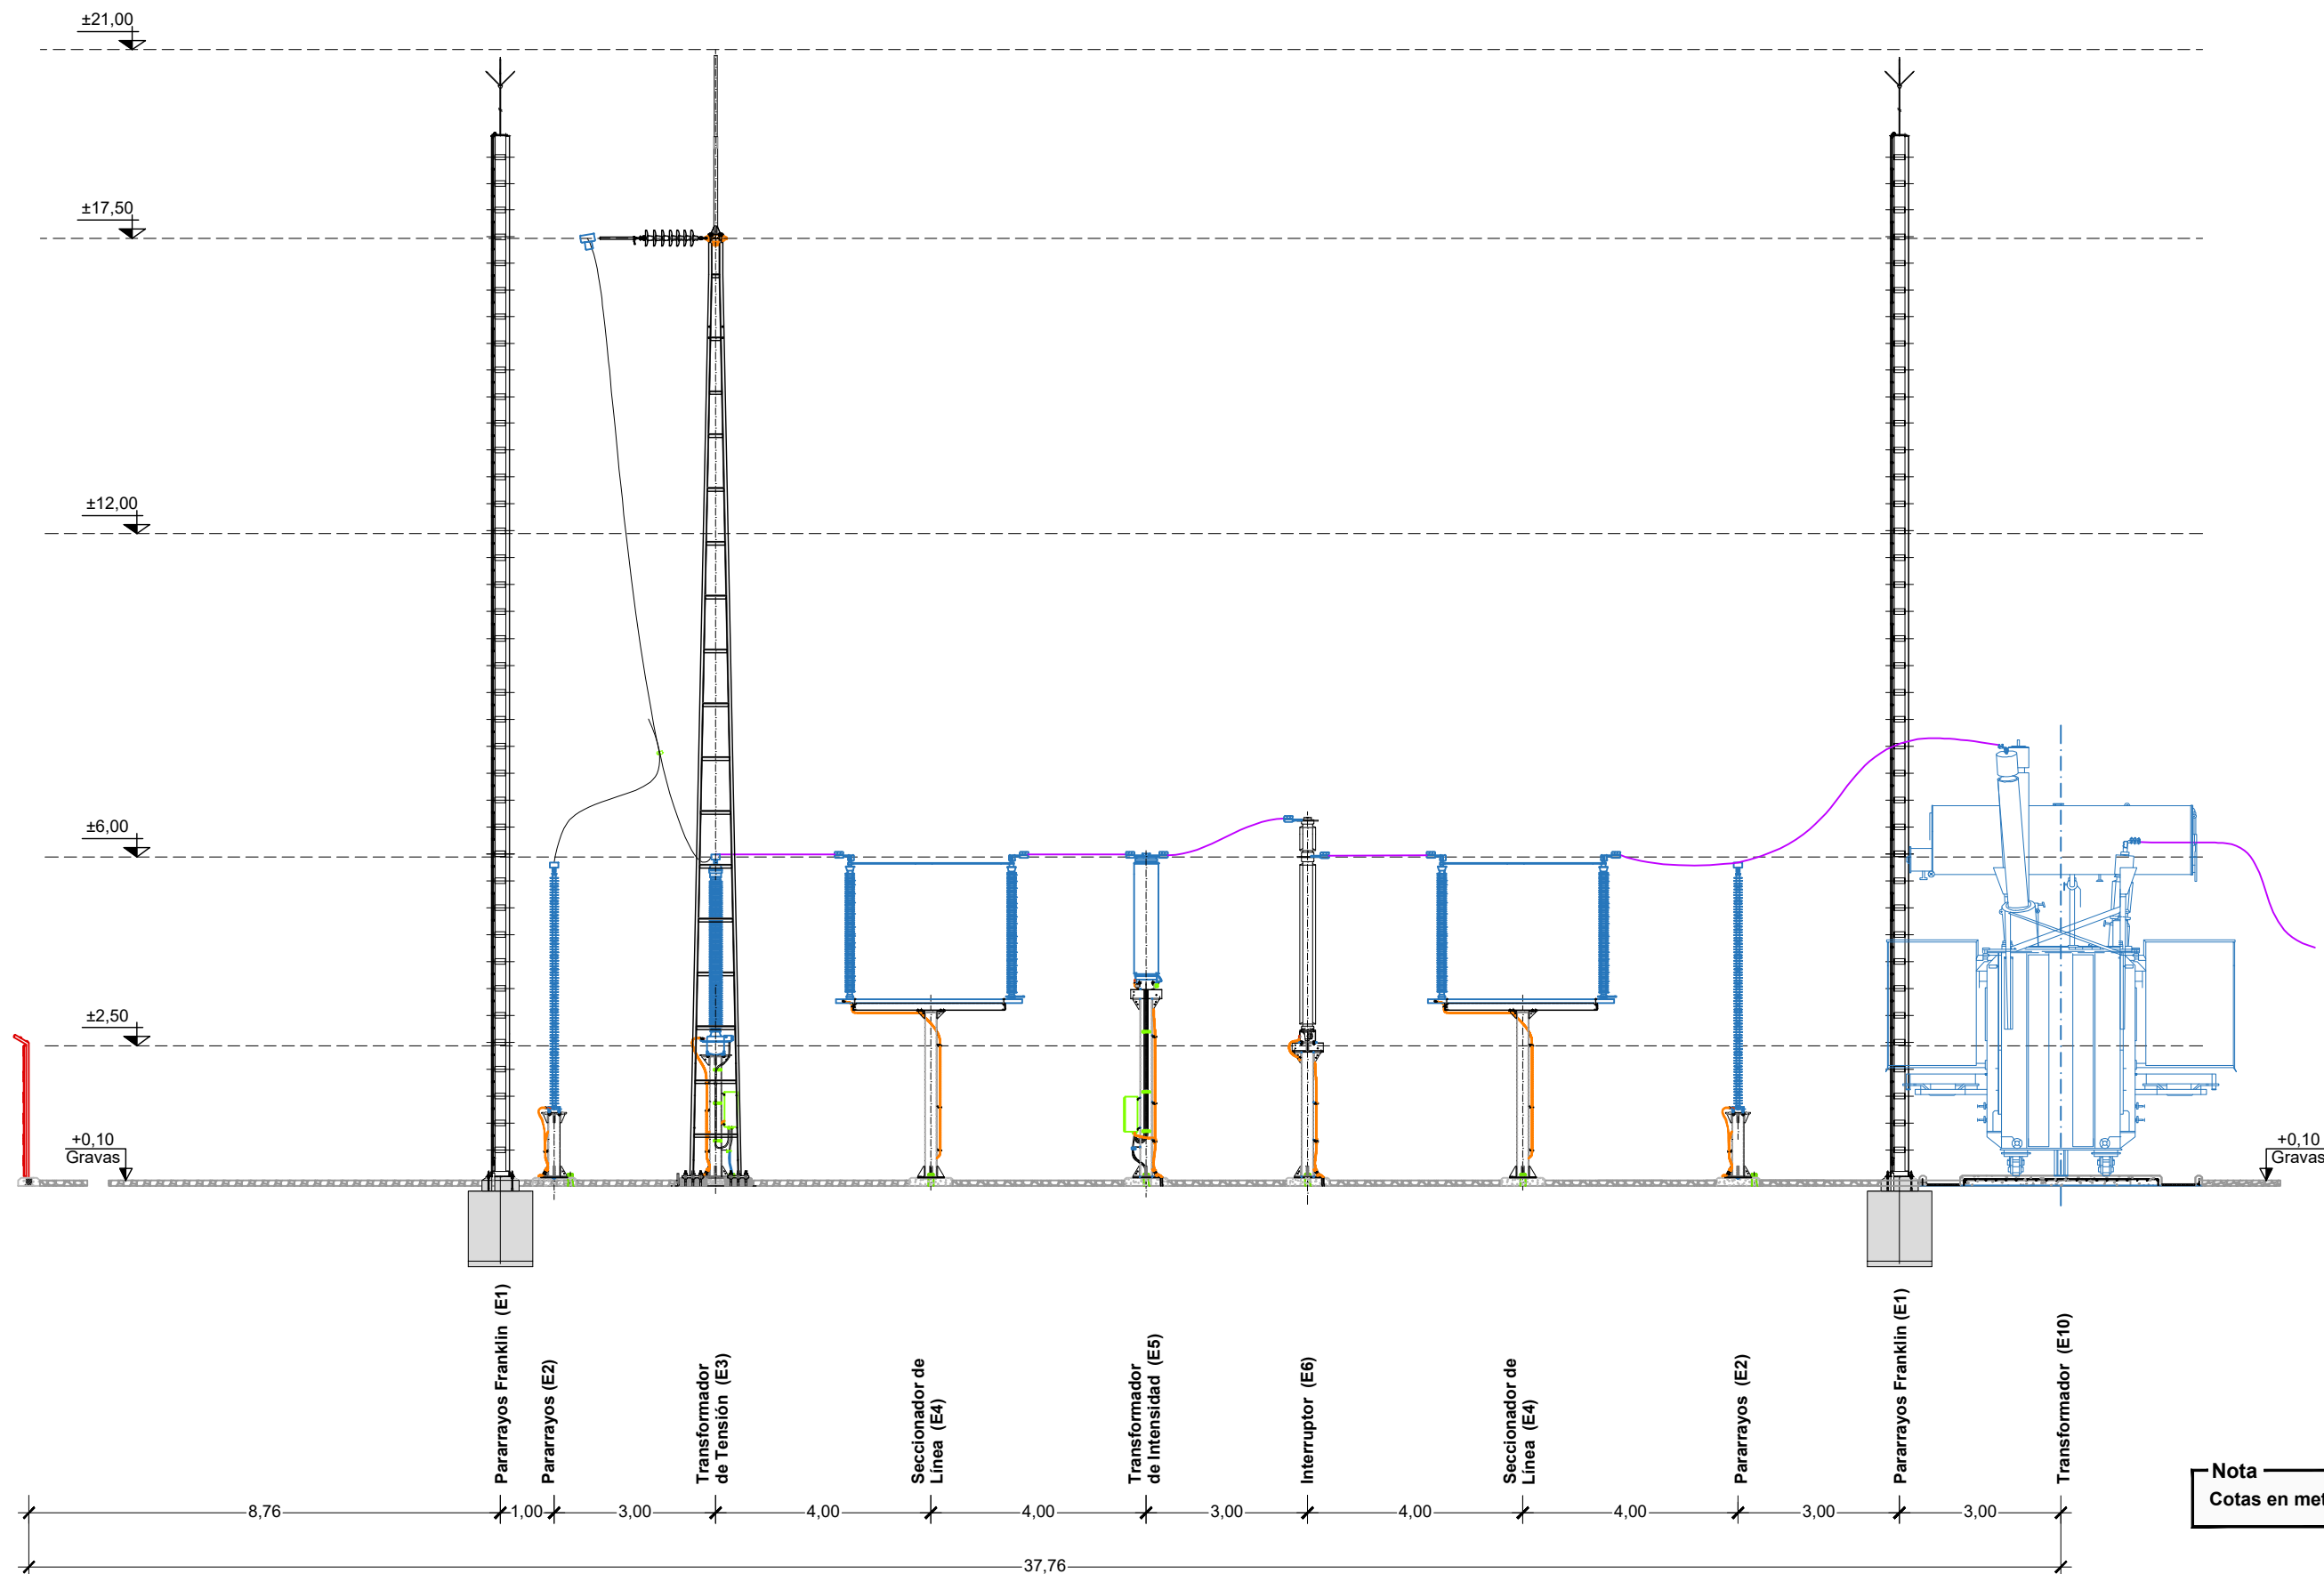 ±21,00
±17,50
±12,00
±6,00
±2,50
+0,10
Gravas
+0,10
Gravas
Pararrayos Franklin (E1)
Pararrayos (E2)
Transformador
de Tensión (E3)
Seccionador de
Línea (E4)
Transformador
de Intensidad (E5)
Interruptor (E6)
Seccionador de
Línea (E4)
Pararrayos (E2)
Pararrayos Franklin (E1)
Transformador (E10)
Nota
Cotas en met
8,76
1,00
3,00
4,00
4,00
3,00
4,00
4,00
3,00
3,00
37,76